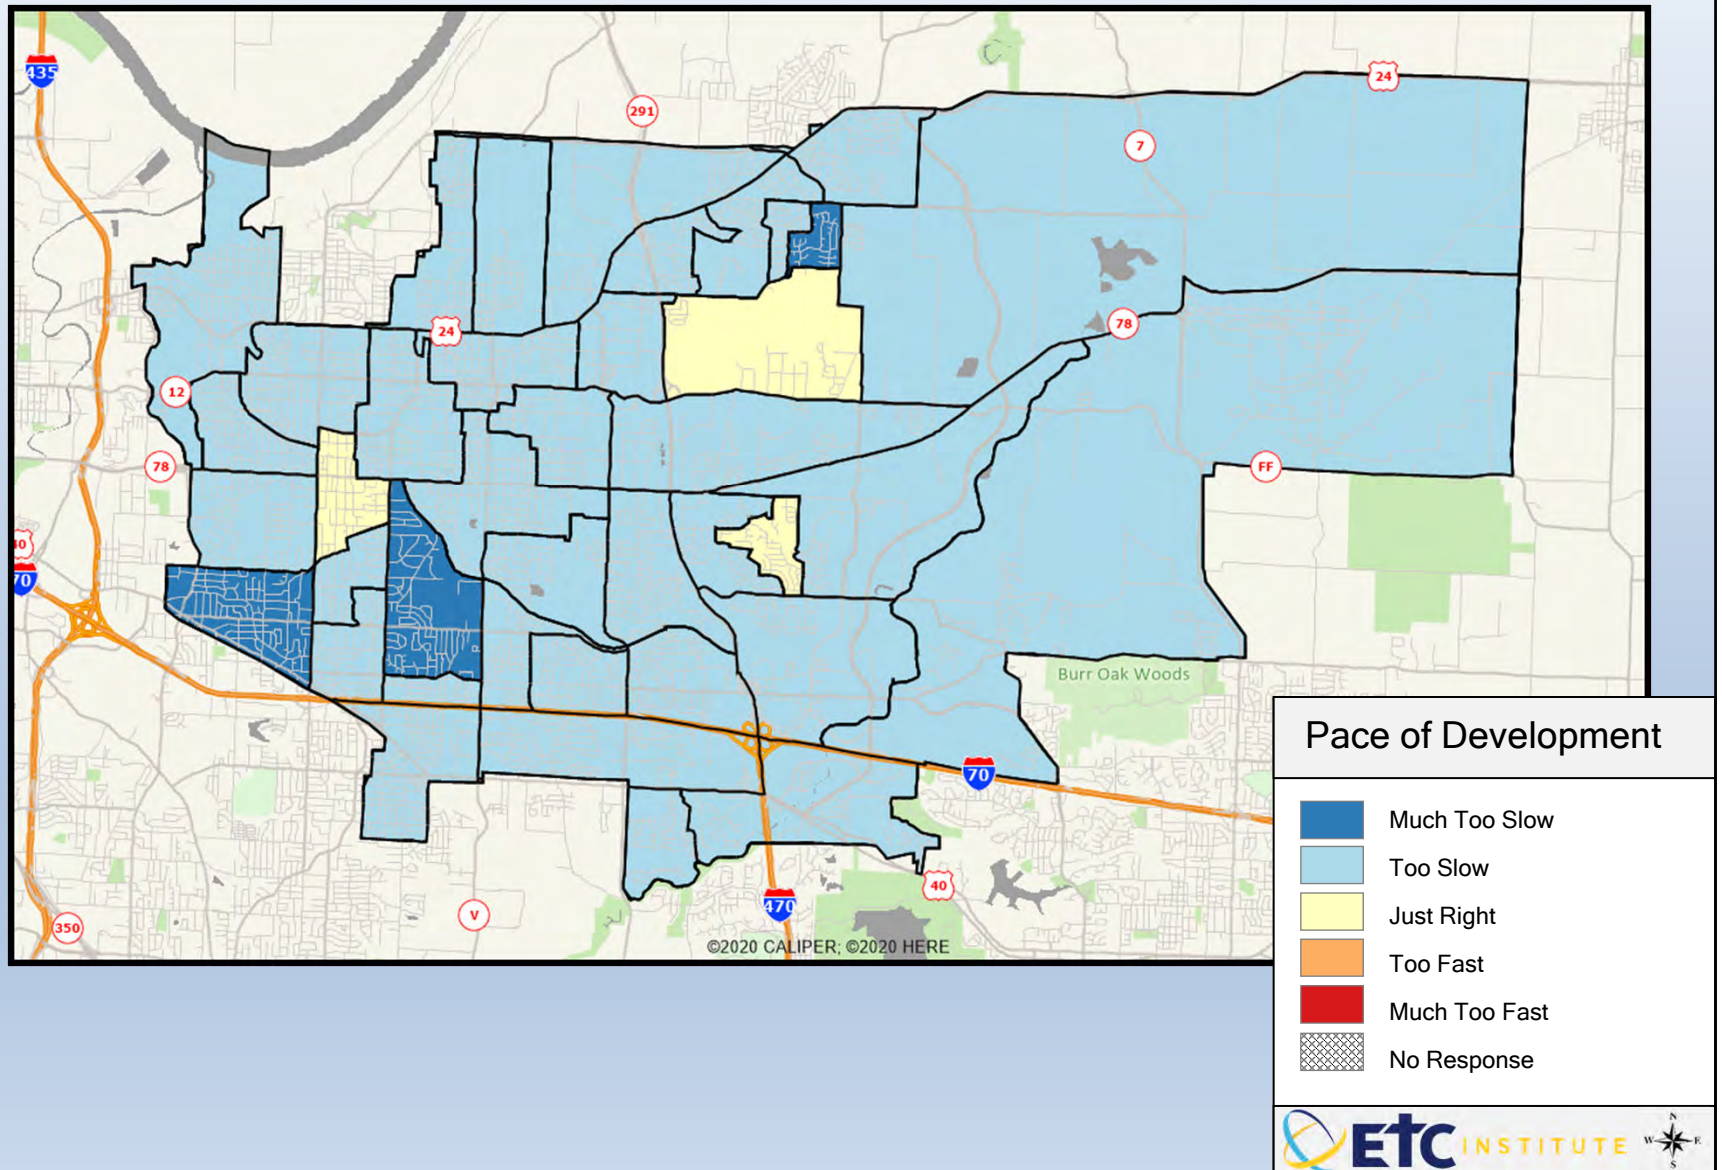 435
24
291
7
24
78
12
78
FF
40
70
Burr Oak Woods
70
40
V
470
350
©2020 CALIPER; ©2020 HERE
Pace of Development
Much Too Slow
Too Slow
Just Right
Too Fast
Much Too Fast
No Response
N
W E
S
ETC INSTITUTE